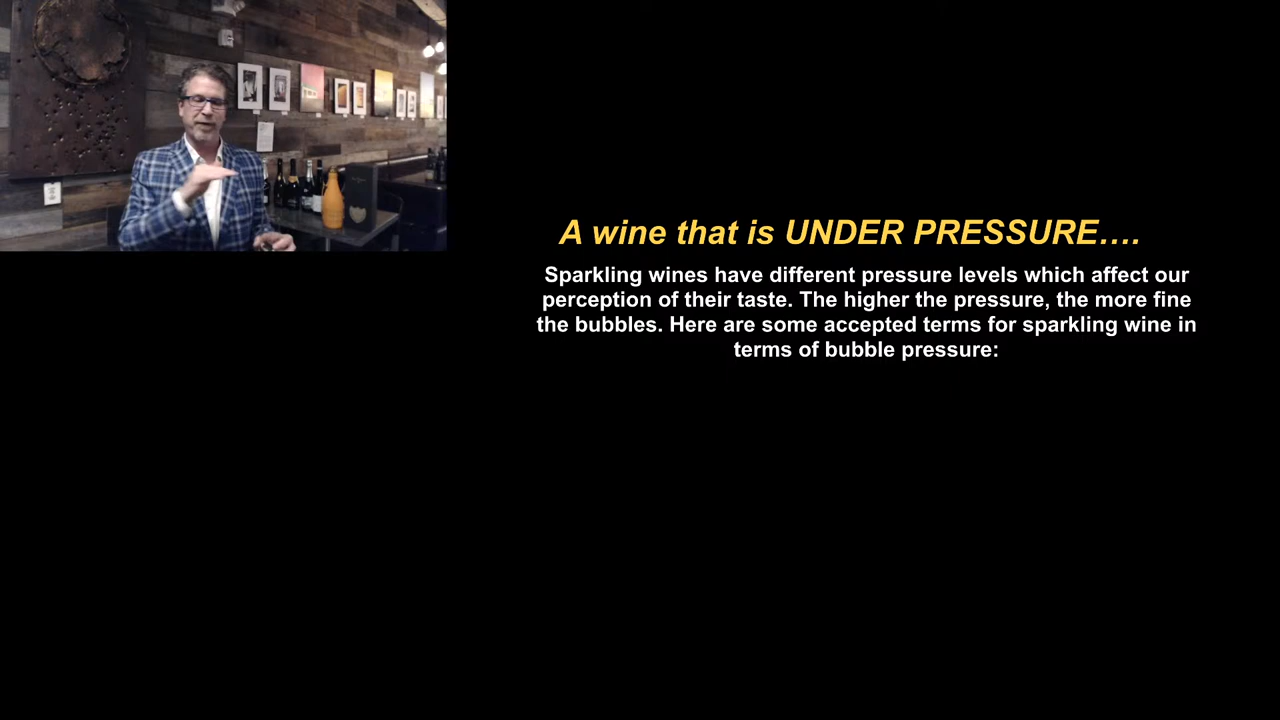 A wine that is UNDER PRESSURE....
Sparkling wines have different pressure levels which affect our
perception of their taste. The higher the pressure, the more fine
the bubbles. Here are some accepted terms for sparkling wine in
terms of bubble pressure: